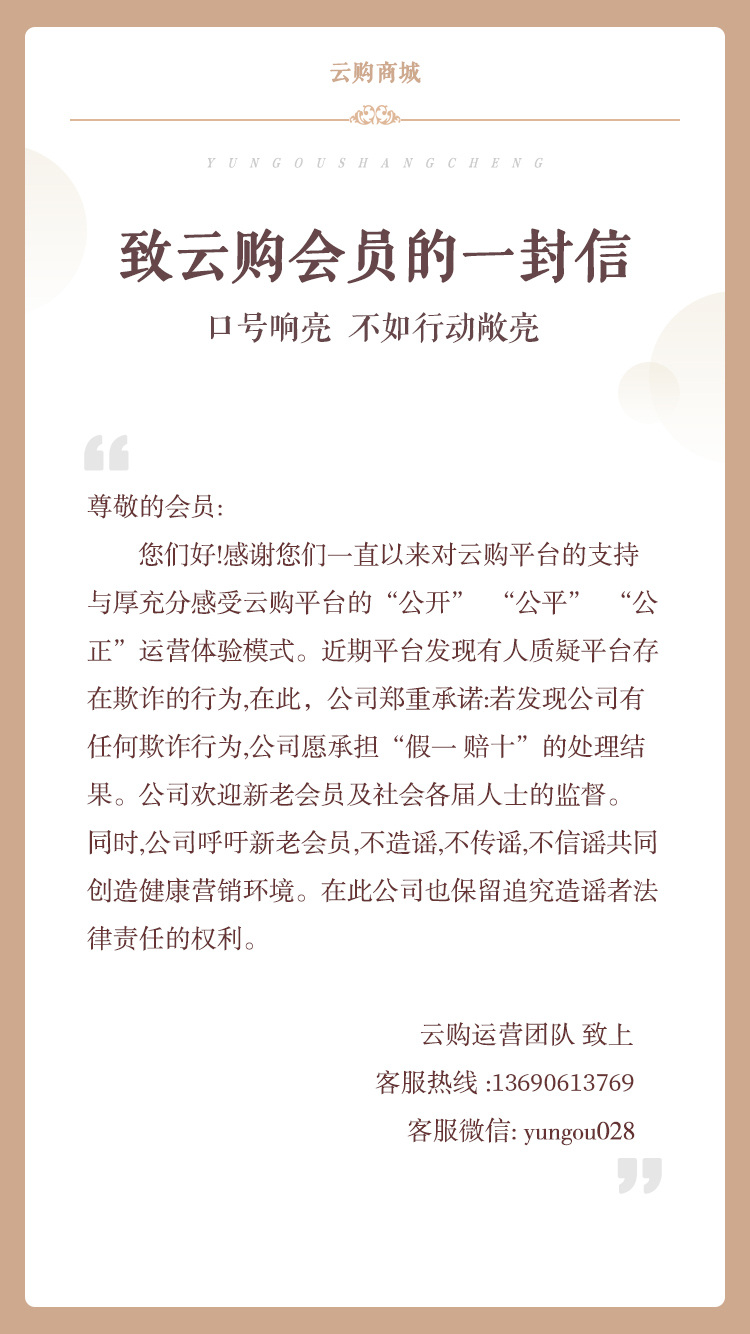 云购商城
YUNGOUSHANGCHENG
致云购会员的一封信
口号响亮 不如行动敞亮
尊敬的会员:
您们好!感谢您们一直以来对云购平台的支持
与厚充分感受云购平台的“公开” “公平” “公
正”运营体验模式。近期平台发现有人质疑平台存
在欺诈的行为,在此，公司郑重承诺:若发现公司有
任何欺诈行为,公司愿承担“假一 赔十”的处理结
果。公司欢迎新老会员及社会各届人士的监督。
同时,公司呼吁新老会员,不造谣,不传谣,不信谣共同
创造健康营销环境。在此公司也保留追究造谣者法
律责任的权利。
云购运营团队 致上
客服热线 :13690613769
客服微信: yungou028